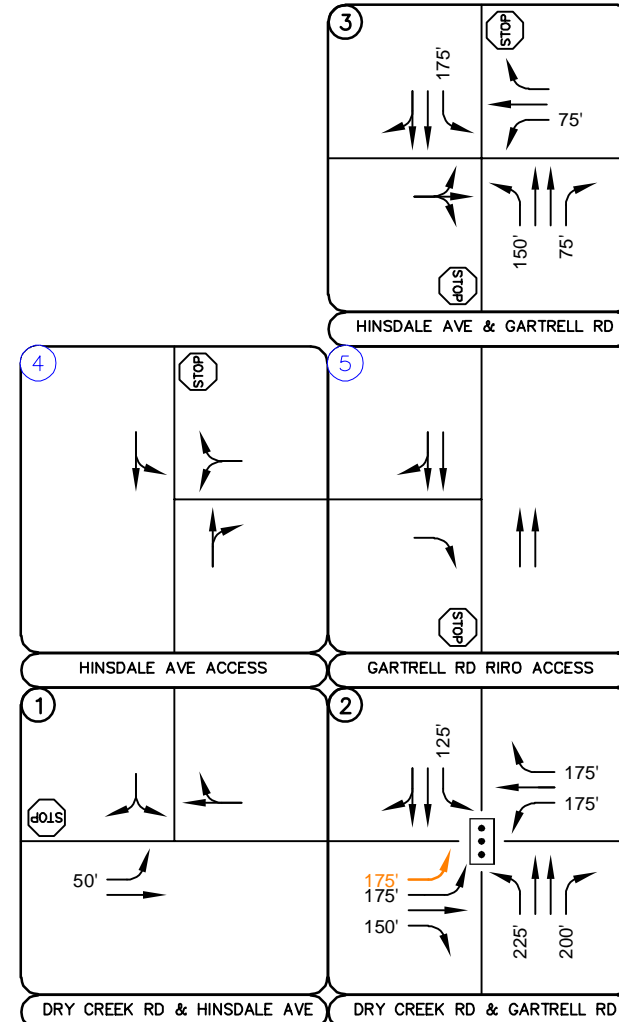 3
STOP
175'
75'
150'
75'
STOP
HINSDALE AVE & GARTRELL RD
4
STOP
HINSDALE AVE ACCESS
5
STOP
GARTRELL RD RIRO ACCESS
1
STOP
50'
DRY CREEK RD & HINSDALE AVE
2
125'
175'
175'
175'
175'
150'
225'
200'
DRY CREEK RD & GARTRELL RD